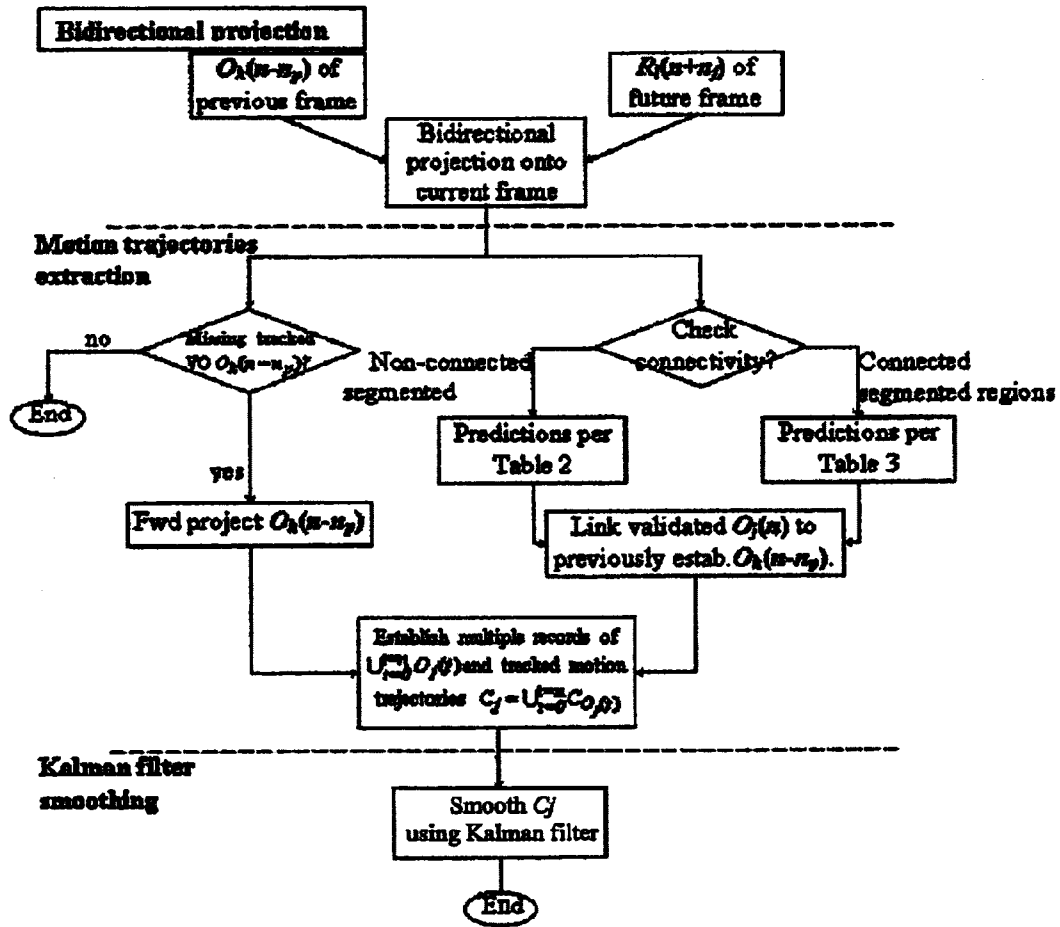 Bidirectional projection
Ok(n-np) of
previous frame
Ri(n+nf) of
future frame
Bidirectional
projection onto
current frame
Motion trajectories
extraction
Missing tracked
VO Ok(n-np)?
no
End
yes
Fwd project Ok(n-np)
Check
connectivity?
Non-connected
segmented
Connected
segmented regions
Predictions per
Table 2
Predictions per
Table 3
Link validated Oj(n) to
previously estab. Ok(n-np).
Establish multiple records of
Oj(t) and tracked motion
trajectories
Kalman filter
smoothing
Smooth Cj
using Kalman filter
End